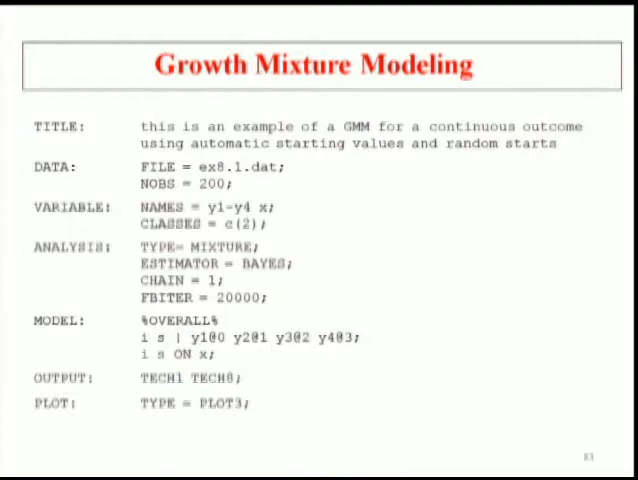 Growth Mixture Modeling
TITLE: this is an example of a GMM for a continuous outcome
using automatic starting values and random starts
DATA: FILE = ex8.1.dat;
NOBS = 200;
VARIABLE: NAMES = y1-y4 x;
CLASSES = c(2);
ANALYSIS: TYPE= MIXTURE;
ESTIMATOR = BAYES;
CHAIN = 1;
FBITER = 20000;
MODEL: %OVERALL%
i s | y1@0 y2@1 y3@2 y4@3;
i s ON x;
OUTPUT: TECH1 TECH8;
PLOT: TYPE = PLOT3;
83